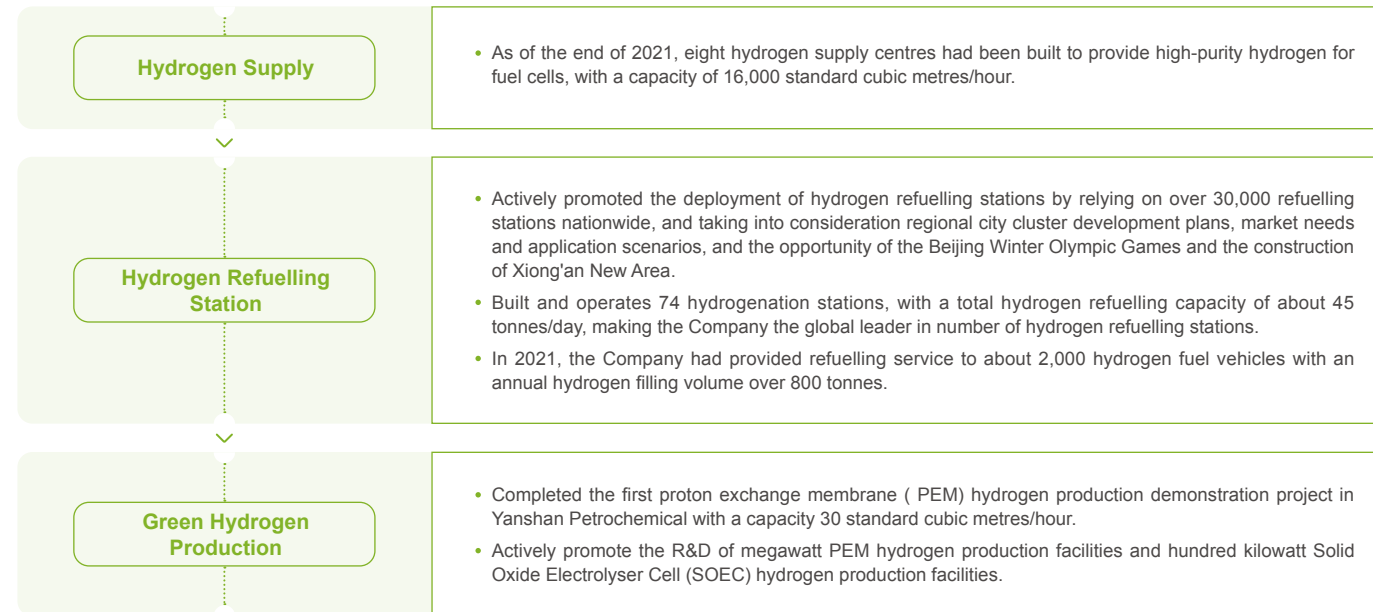 Hydrogen Supply
• As of the end of 2021, eight hydrogen supply centres had been built to provide high-purity hydrogen for
fuel cells, with a capacity of 16,000 standard cubic metres/hour.
Hydrogen Refuelling
Station
• Actively promoted the deployment of hydrogen refuelling stations by relying on over 30,000 refuelling
stations nationwide, and taking into consideration regional city cluster development plans, market needs
and application scenarios, and the opportunity of the Beijing Winter Olympic Games and the construction
of Xiong'an New Area.
• Built and operates 74 hydrogenation stations, with a total hydrogen refuelling capacity of about 45
tonnes/day, making the Company the global leader in number of hydrogen refuelling stations.
• In 2021, the Company had provided refuelling service to about 2,000 hydrogen fuel vehicles with an
annual hydrogen filling volume over 800 tonnes.
Green Hydrogen
Production
• Completed the first proton exchange membrane ( PEM) hydrogen production demonstration project in
Yanshan Petrochemical with a capacity 30 standard cubic metres/hour.
• Actively promote the R&D of megawatt PEM hydrogen production facilities and hundred kilowatt Solid
Oxide Electrolyser Cell (SOEC) hydrogen production facilities.